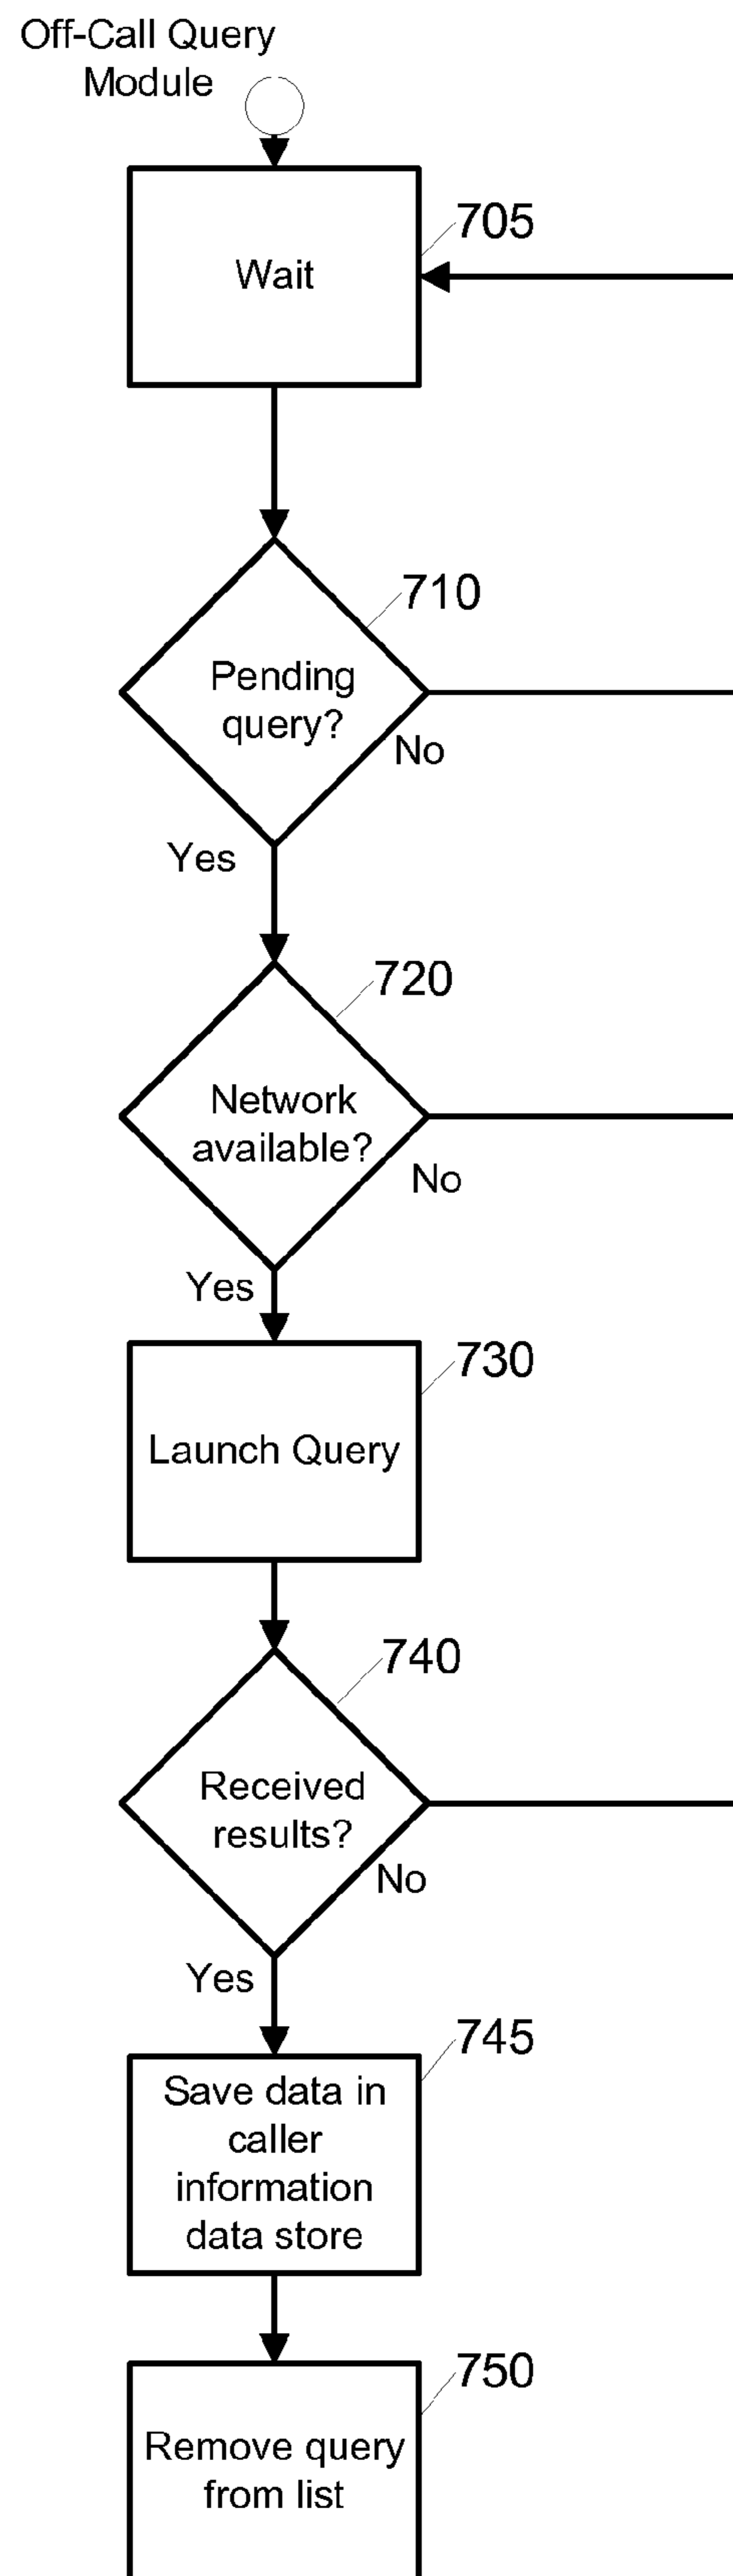 Off-Call Query
Module
705
Wait
710
Pending
query?
No
Yes
720
Network
available?
No
Yes
730
Launch Query
740
Received
results?
No
Yes
745
Save data in
caller
information
data store
750
Remove query
from list